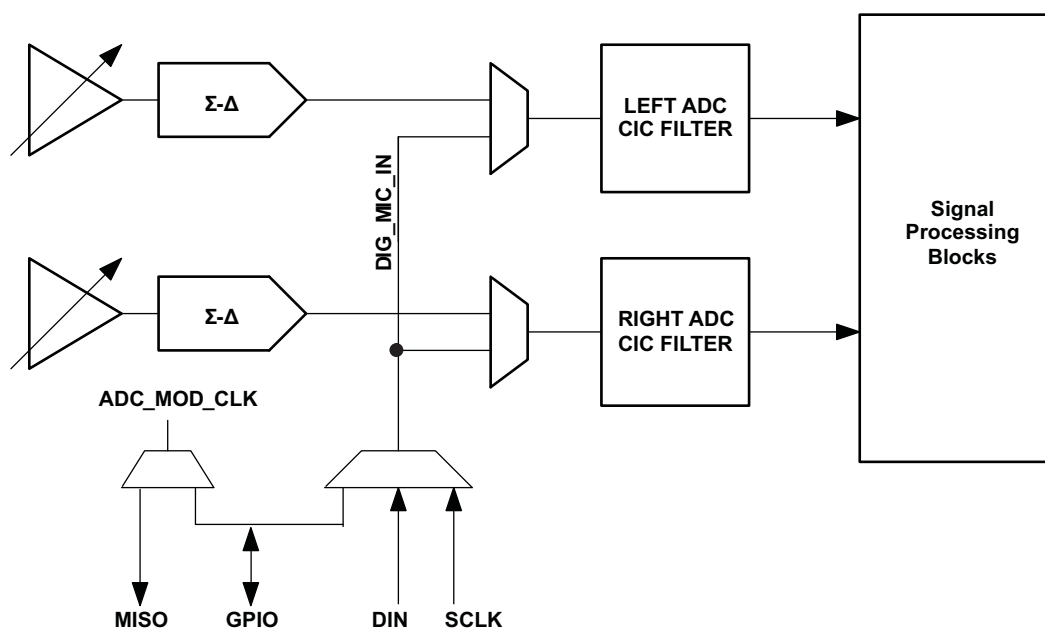 Σ-Δ
LEFT ADC
CIC FILTER
DIG_MIC_IN
Signal
Processing
Blocks
Σ-Δ
RIGHT ADC
CIC FILTER
ADC_MOD_CLK
MISO
GPIO
DIN
SCLK